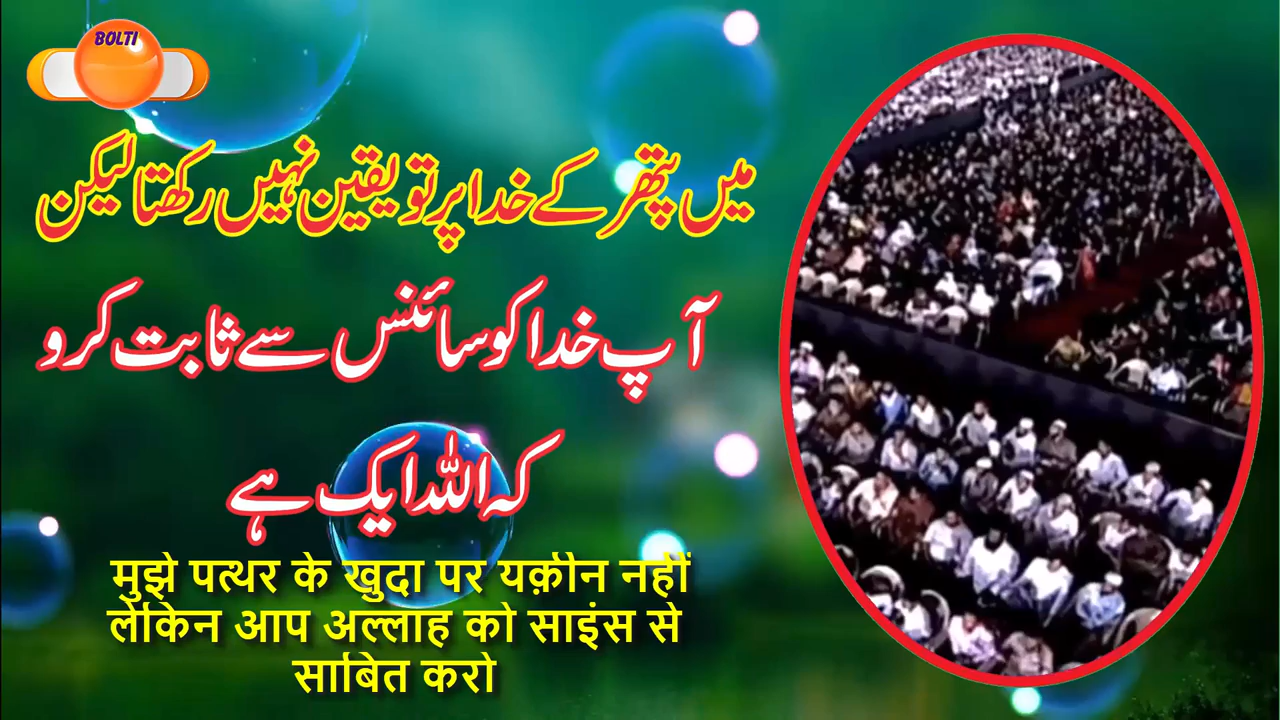 BOLTI
میں پتھر کے خدا پر تو یقین نہیں رکھتا لیکن
آپ خدا کو سائنس سے ثابت کرو
کہ اللہ ایک ہے
मुझे पत्थर के खुदा पर यक़ीन नहीं
लेकिन आप अल्लाह को साइंस से
साबित करो